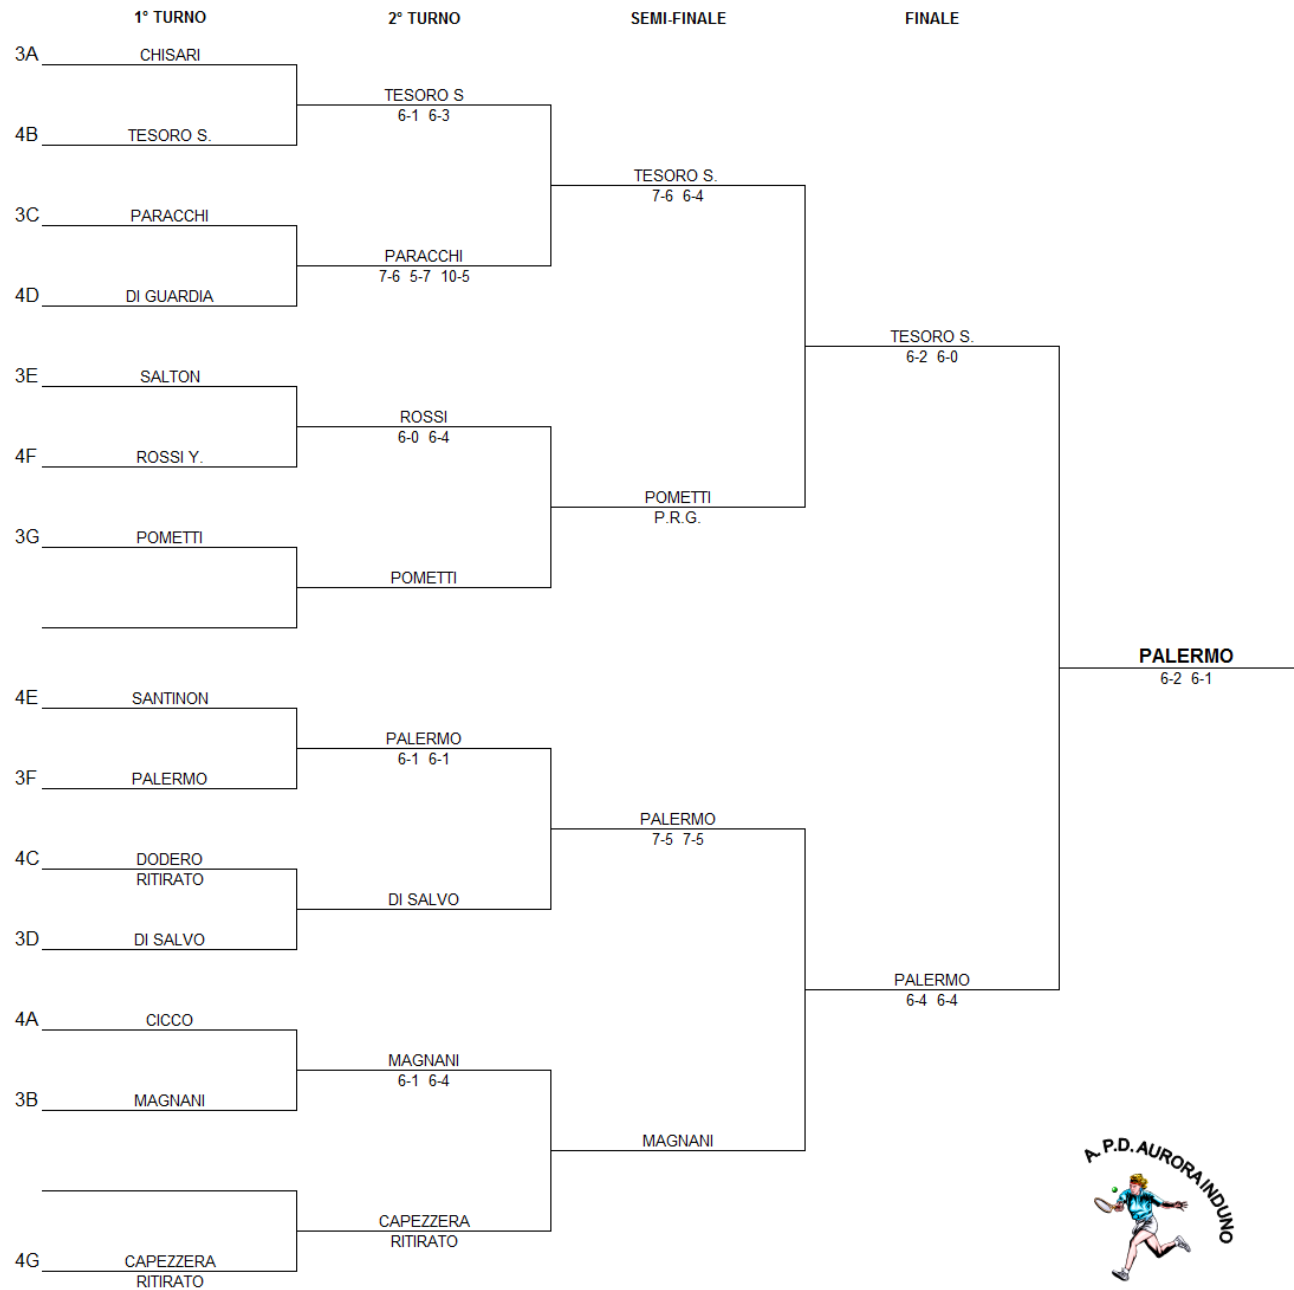 1° TURNO 2° TURNO SEMI-FINALE FINALE
3A CHISARI
TESORO S
6-1 6-3
4B TESORO S.
TESORO S.
7-6 6-4
3C PARACCHI
PARACCHI
7-6 5-7 10-5
4D DI GUARDIA
TESORO S.
6-2 6-0
3E SALTON
ROSSI
6-0 6-4
4F ROSSI Y.
POMETTI
P.R.G.
3G POMETTI
POMETTI
PALERMO
6-2 6-1
4E SANTINON
PALERMO
6-1 6-1
3F PALERMO
PALERMO
7-5 7-5
4C DODERO
RITIRATO
DI SALVO
3D DI SALVO
PALERMO
6-4 6-4
4A CICCO
MAGNANI
6-1 6-4
3B MAGNANI
MAGNANI
CAPEZZERA
RITIRATO
4G CAPEZZERA
RITIRATO
A. P.D. AURORA INDUNO